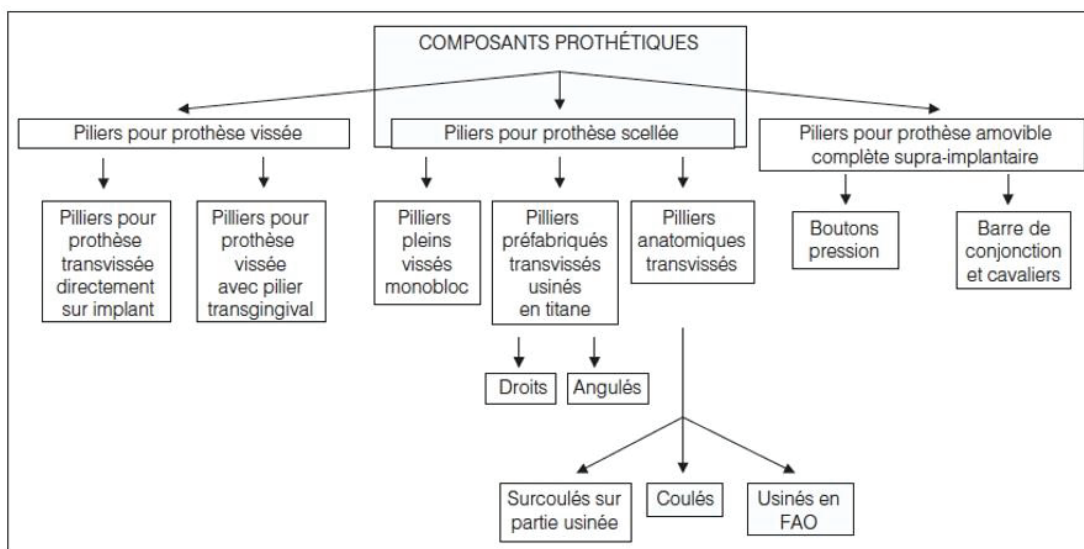 COMPOSANTS PROTHÉTIQUES
Piliers pour prothèse vissée
Piliers pour prothèse scellée
Piliers pour prothèse amovible
complète supra-implantaire
Pilliers pour
prothèse
transvissée
directement
sur implant
Pilliers pour
prothèse
vissée
avec pilier
transgingival
Pilliers
pleins
vissés
monobloc
Pilliers
préfabriqués
transvissés
usinés
en titane
Pilliers
anatomiques
transvissés
Boutons
pression
Barre de
conjonction
et cavaliers
Droits
Angulés
Surcoulés sur
partie usinée
Coulés
Usinés en
FAO